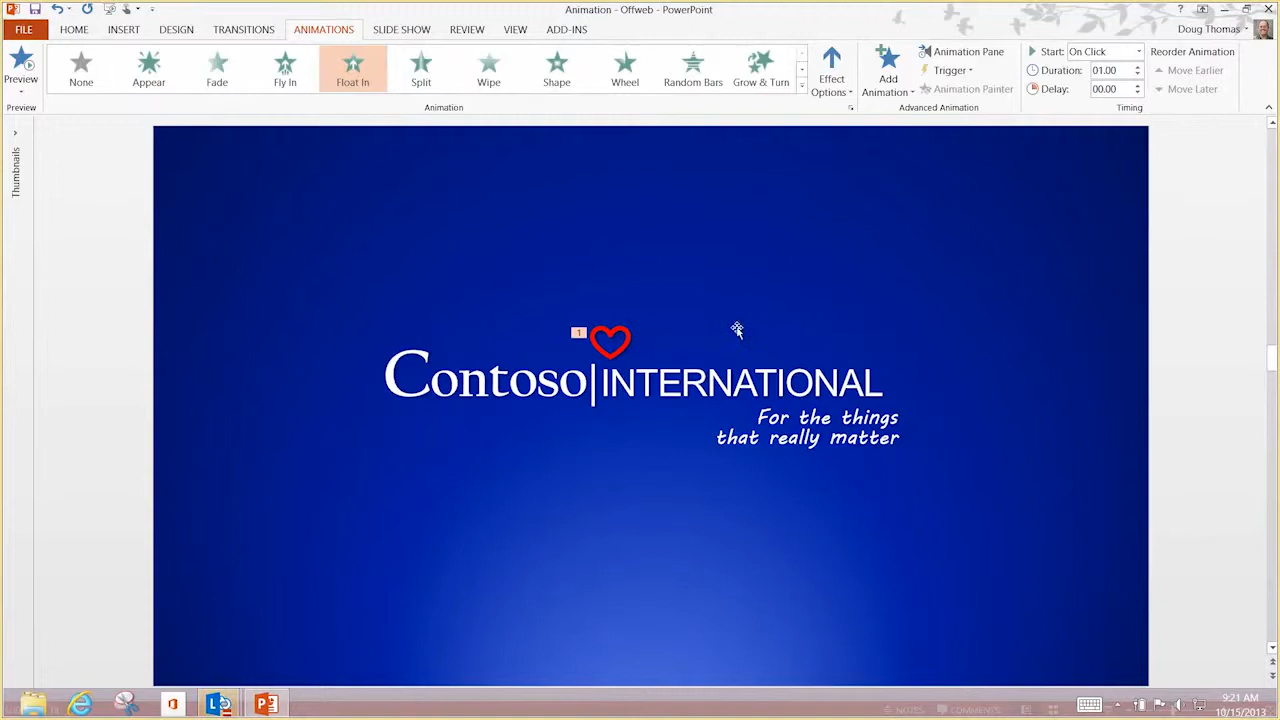 Animation - Offweb - PowerPoint
?
FILE
HOME
INSERT
DESIGN
TRANSITIONS
ANIMATIONS
SLIDE SHOW
REVIEW
VIEW
ADD-INS
Doug Thomas
Preview
None
Appear
Fade
Fly In
Float In
Split
Wipe
Shape
Wheel
Random Bars
Grow & Turn
Effect
Options
Add
Animation
Animation Pane
Trigger
Animation Painter
Start: On Click
Duration: 01.00
Delay: 00.00
Reorder Animation
Move Earlier
Move Later
Preview
Animation
Advanced Animation
Timing
Thumbnails
1
Contoso|INTERNATIONAL
For the things
that really matter
NOTES
COMMENTS
9:21 AM
10/15/2013